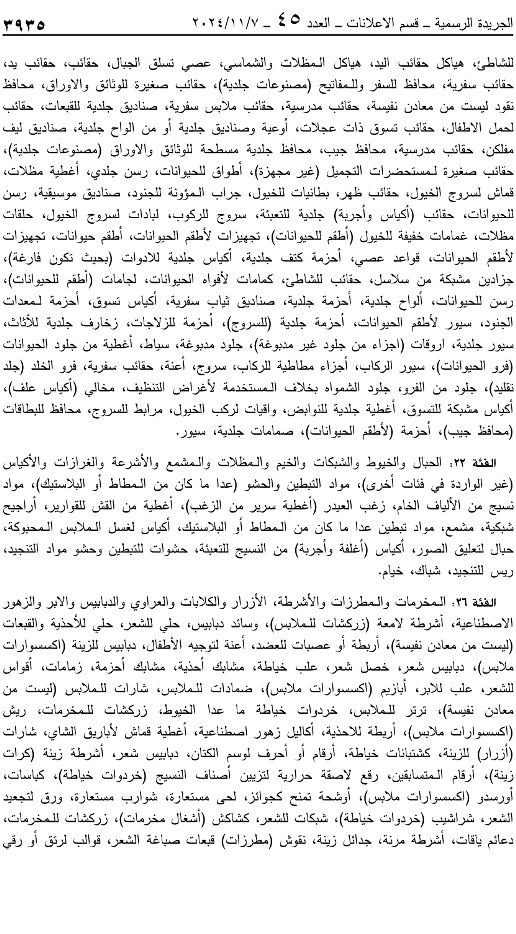 الجريدة الرسمية ــ قسم الاعلانات ــ العدد ٤٥ ــ ٢٠٢٤/١١/٧ ٣٩٣٥
للشاطئ، هياكل حقائب اليد، هياكل المظلات والشماسي، عصي تسلق الجبال، حقائب، حقائب يد،
حقائب سفرية، محافظ للسفر وللمفاتيح (مصنوعات جلدية)، حقائب صغيرة للوثائق والاوراق، محافظ
نقود ليست من معادن نفيسة، حقائب مدرسية، حقائب ملابس سفرية، صناديق جلدية للقبعات، حقائب
لحمل الاطفال، حقائب تسوق ذات عجلات، أوعية وصناديق جلدية أو من الواح جلدية، صناديق ليف
مفلكن، حقائب مدرسية، محافظ جيب، محافظ جلدية مسطحة للوثائق والاوراق (مصنوعات جلدية)،
حقائب صغيرة لمستحضرات التجميل (غير مجهزة)، أطواق للحيوانات، رسن جلدي، أغطية مظلات،
قماش لسروج الخيول، حقائب ظهر، بطانيات للخيول، جراب المؤونة للجنود، صناديق موسيقية، رسن
للحيوانات، حقائب (أكياس وأجربة) جلدية للتعبئة، سروج للركوب، لبادات لسروج الخيول، حلقات
مظلات، غمامات خفيفة للخيول (أطقم للحيوانات)، تجهيزات لأطقم الحيوانات، أطقم حيوانات، تجهيزات
لأطقم الحيوانات، قواعد عصي، أحزمة كتف جلدية، أكياس جلدية للادوات (بحيث تكون فارغة)،
جزادين مشبكة من سلاسل، حقائب للشاطئ، كمامات لأفواه الحيوانات، لجامات (أطقم للحيوانات)،
رسن للحيوانات، ألواح جلدية، أحزمة جلدية، صناديق ثياب سفرية، أكياس تسوق، أحزمة لمعدات
الجنود، سيور لأطقم الحيوانات، أحزمة جلدية (للسروج)، أحزمة للزلاجات، زخارف جلدية للأثاث،
سيور جلدية، اروقات (اجزاء من جلود غير مدبوغة)، جلود مدبوغة، سياط، أغطية من جلود الحيوانات
(فرو الحيوانات)، سيور الركاب، أجزاء مطاطية للركاب، سروج، أعنة، حقائب سفرية، فرو الخلد (جلد
تقليد)، جلود من الفرو، جلود الشمواه بخلاف المستخدمة لأغراض التنظيف، مخالي (أكياس علف)،
أكياس مشبكة للتسوق، أغطية جلدية للنوابض، واقيات لركب الخيول، مرابط للسروج، محافظ للبطاقات
(محافظ جيب)، أحزمة (لأطقم الحيوانات)، صمامات جلدية، سيور.
الفئة ٢٢: الحبال والخيوط والشبكات والخيم والمظلات والمشمع والأشرعة والغرازات والأكياس
(غير الواردة في فئات أخرى)، مواد التبطين والحشو (عدا ما كان من المطاط أو البلاستيك)، مواد
نسيج من الألياف الخام، زغب العيدر (أغطية سرير من الزغب)، أغطية من القش للقوارير، أراجيح
شبكية، مشمع، مواد تبطين عدا ما كان من المطاط أو البلاستيك، أكياس لغسل الملابس المحبوكة،
حبال لتعليق الصور، أكياس (أغلفة وأجربة) من النسيج للتعبئة، حشوات للتبطين وحشو مواد التنجيد،
ريس للتنجيد، شباك، خيام.
الفئة ٢٦: المخرمات والمطرزات والأشرطة، الأزرار والكلابات والعراوي والدبابيس والابر والزهور
الاصطناعية، أشرطة لامعة (زركشات للملابس)، وسائد دبابيس، حلي للشعر، حلي للأحذية والقبعات
(ليست من معادن نفيسة)، أربطة أو عصبات للعضد، أعنة لتوجيه الأطفال، دبابيس للزينة (اكسسوارات
ملابس)، دبابيس شعر، خصل شعر، علب خياطة، مشابك أحذية، مشابك أحزمة، زمامات، أقواس
للشعر، علب للابر، أبازيم (اكسسوارات ملابس)، ضمادات للملابس، شارات للملابس (ليست من
معادن نفيسة)، ترتر للملابس، خردوات خياطة ما عدا الخيوط، زركشات للمخرمات، ريش
(اكسسوارات ملابس)، أربطة للاحذية، أكاليل زهور اصطناعية، أغطية قماش لأباريق الشاي، شارات
(أزرار) للزينة، كشتبانات خياطة، أرقام أو أحرف لوسم الكتان، دبابيس شعر، أشرطة زينة (كرات
زينة)، أرقام المتسابقين، رقع لاصقة حرارية لتزيين أصناف النسيج (خردوات خياطة)، كباسات،
أورسدو (اكسسوارات ملابس)، أوشحة تمنح كجوائز، لحى مستعارة، شوارب مستعارة، ورق لتجعيد
الشعر، شراشيب (خردوات خياطة)، شبكات للشعر، كشاكش (أشغال مخرمات)، زركشات للمخرمات،
دعائم ياقات، أشرطة مرنة، جدائل زينة، نقوش (مطرزات) قبعات صباغة الشعر، قوالب لرتق أو رقي